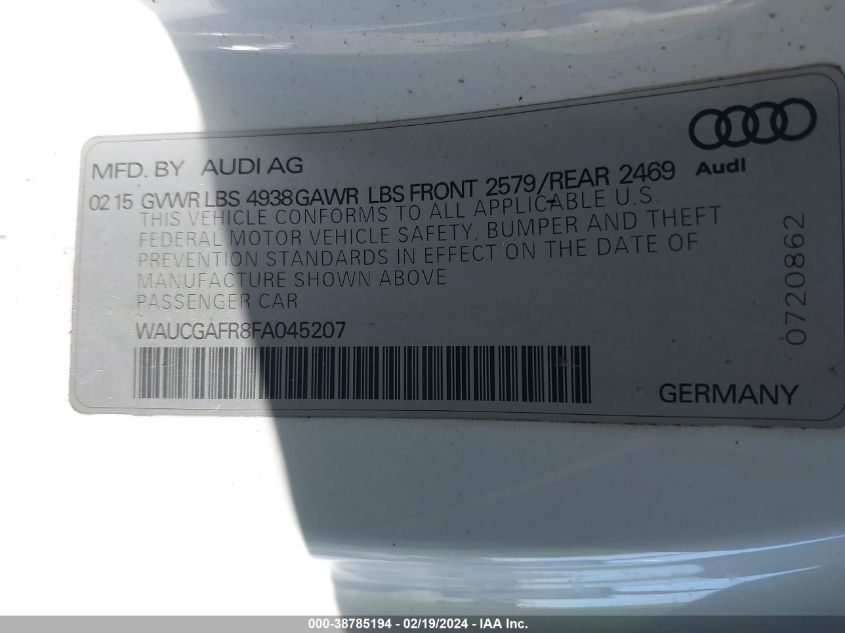 MFD. BY AUDI AG
Audi
02 15 GVWR LBS 4938 GAWR LBS FRONT 2579/REAR 2469
THIS VEHICLE CONFORMS TO ALL APPLICABLE U.S.
FEDERAL MOTOR VEHICLE SAFETY, BUMPER AND THEFT
PREVENTION STANDARDS IN EFFECT ON THE DATE OF
MANUFACTURE SHOWN ABOVE
PASSENGER CAR
WAUCGAFR8FA045207
GERMANY
0720862
000-38785194 - 02/19/2024 - IAA Inc.